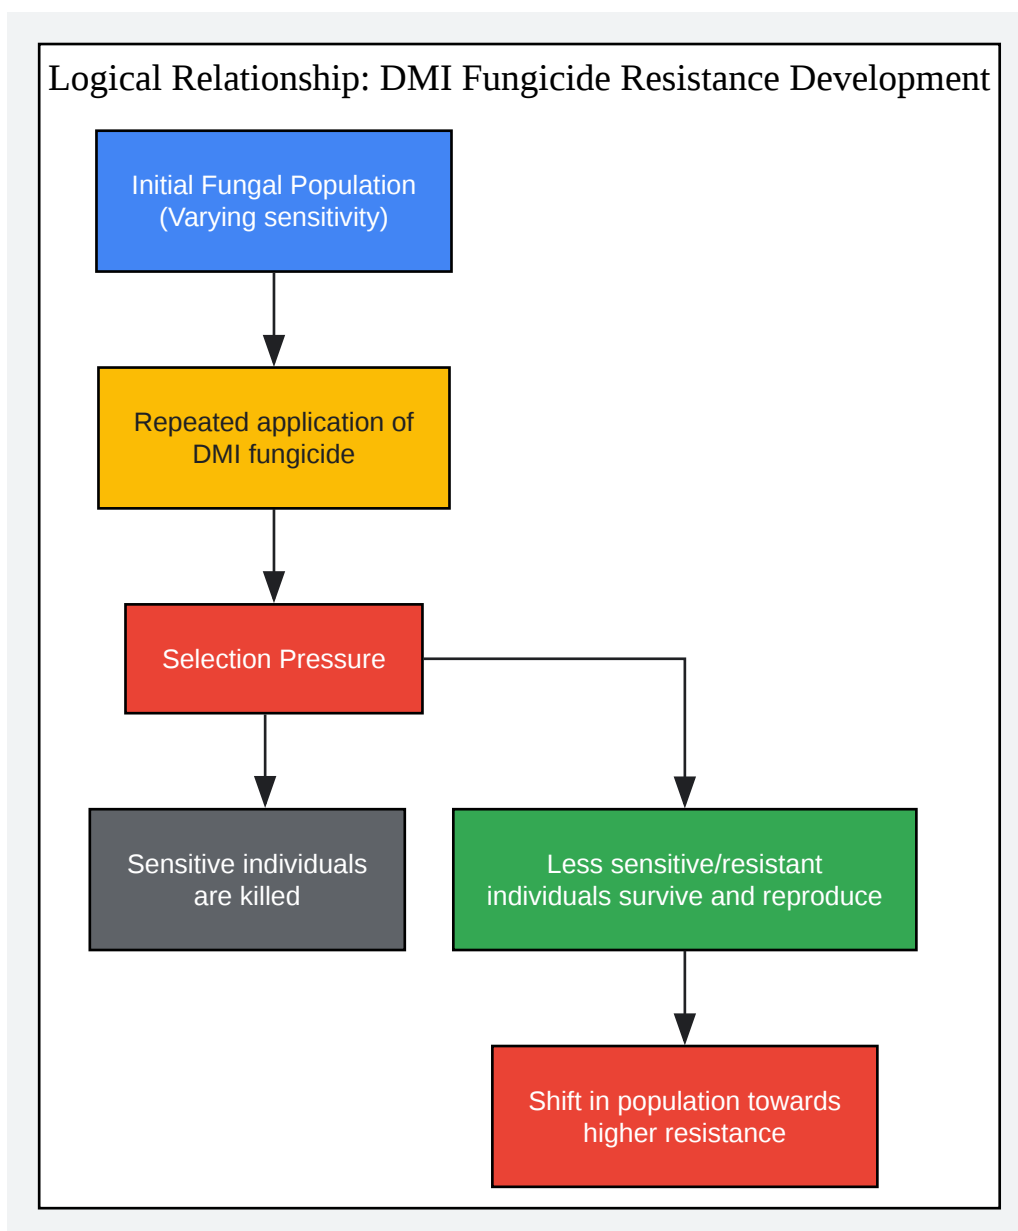 Logical Relationship: DMI Fungicide Resistance Development
Initial Fungal Population
(Varying sensitivity)
Repeated application of
DMI fungicide
Selection Pressure
Sensitive individuals
are killed
Less sensitive/resistant
individuals survive and reproduce
Shift in population towards
higher resistance